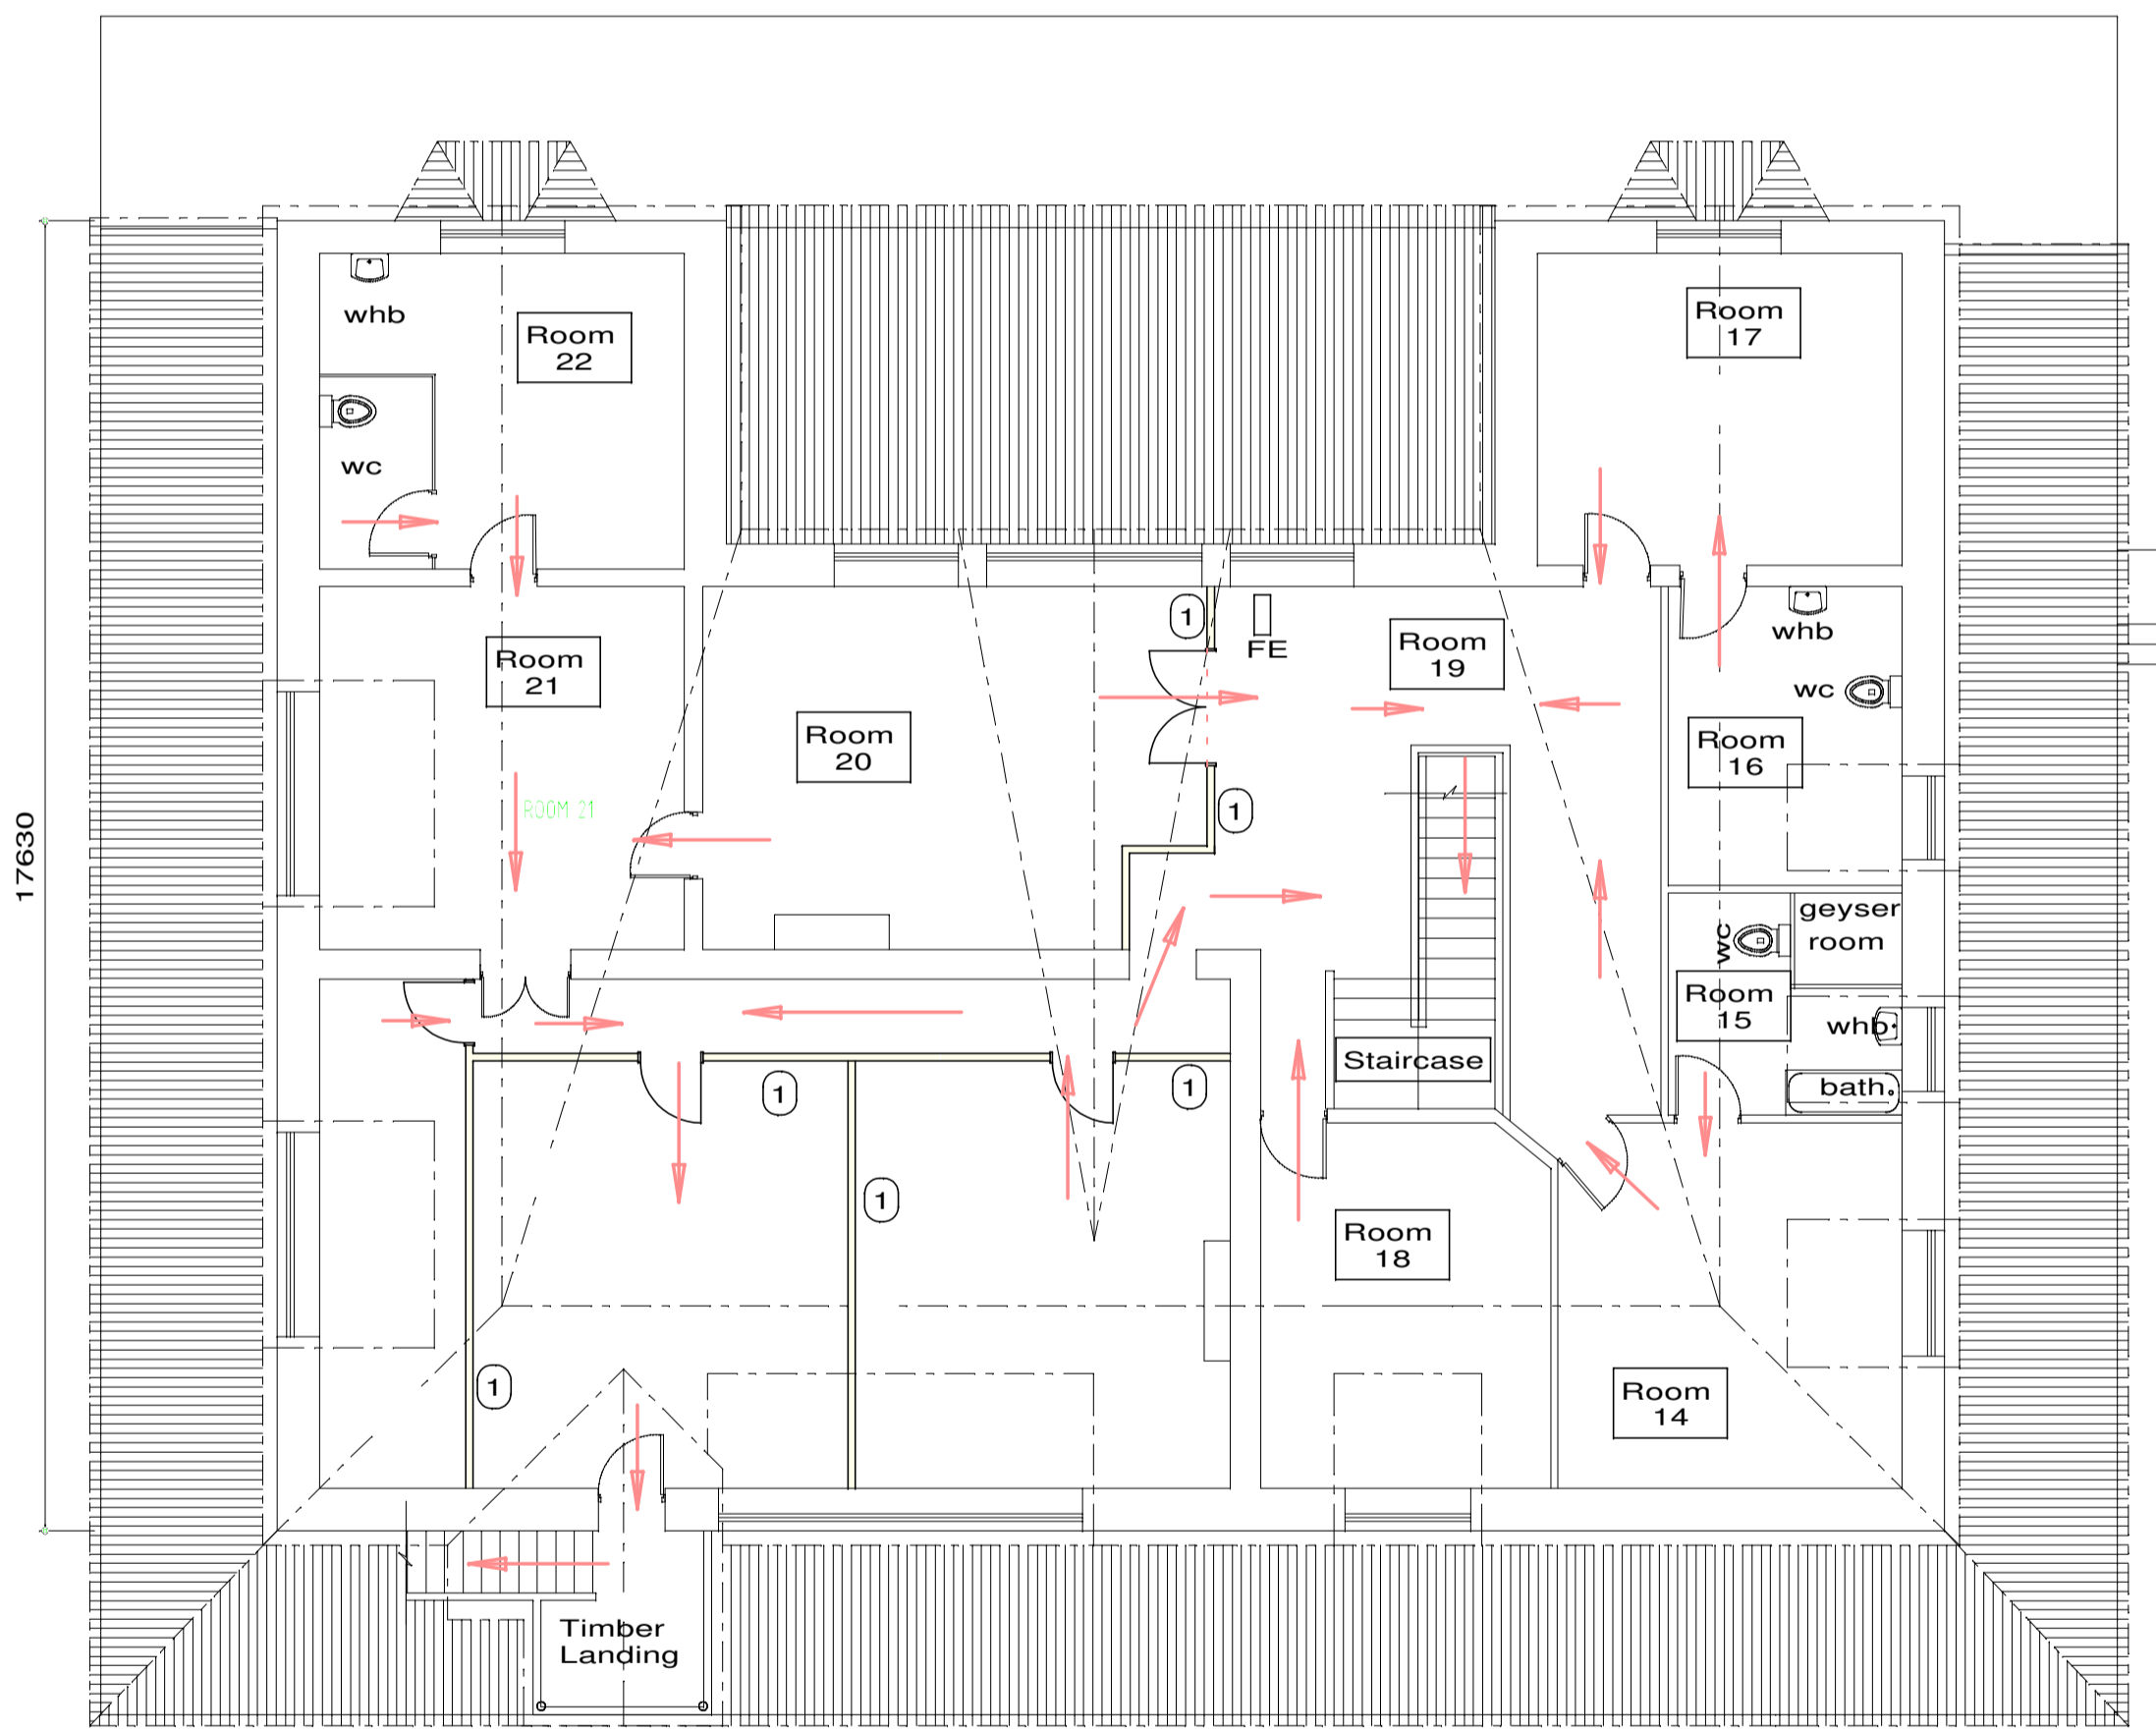 whb
Room
22
Room
17
wc
1
FE
Room
19
whb
Room
21
wc
Room
20
Room
16
ROOM 21
1
17630
geyser
room
wc
Room
15
whb
Staircase
bath
1
1
1
Room
18
1
Room
14
Timber
Landing